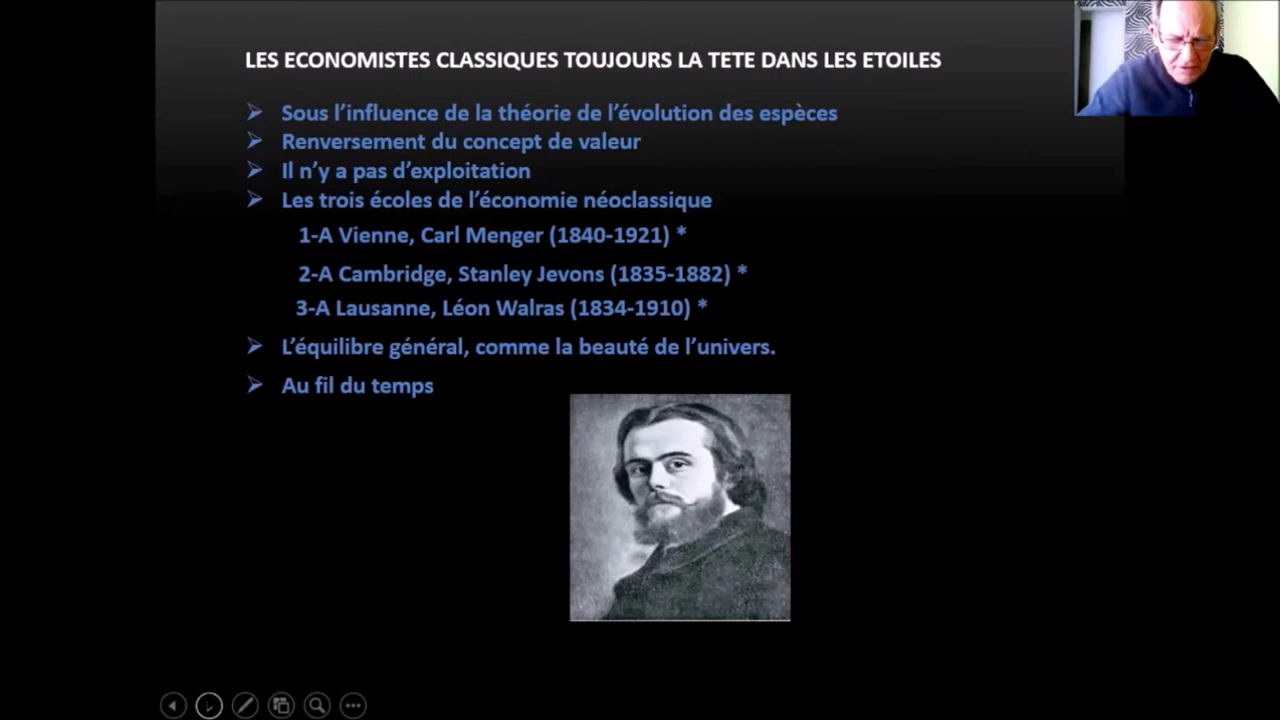 LES ECONOMISTES CLASSIQUES TOUJOURS LA TETE DANS LES ETOILES
Sous l’influence de la théorie de l’évolution des espèces
Renversement du concept de valeur
Il n’y a pas d’exploitation
Les trois écoles de l’économie néoclassique
1-A Vienne, Carl Menger (1840-1921) *
2-A Cambridge, Stanley Jevons (1835-1882) *
3-A Lausanne, Léon Walras (1834-1910) *
L’équilibre général, comme la beauté de l’univers.
Au fil du temps